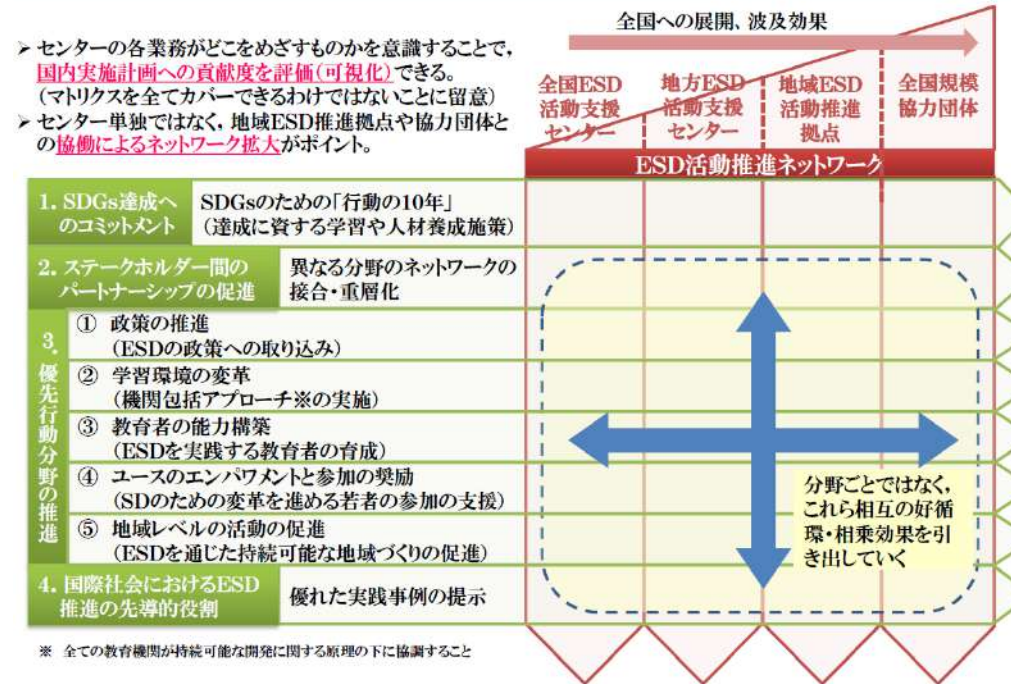 ➢ センターの各業務がどこをめざすものかを意識することで,
国内実施計画への貢献度を評価(可視化)できる。
(マトリクスを全てカバーできるわけではないことに留意)
➢ センター単独ではなく, 地域ESD推進拠点や協力団体と
の協働によるネットワーク拡大がポイント。
全国への展開、波及効果
全国ESD
活動支援
センター
地方ESD
活動支援
センター
地域ESD
活動推進
拠点
全国規模
協力団体
ESD活動推進ネットワーク
1. SDGs達成へ
のコミットメント
SDGsのための「行動の10年」
(達成に資する学習や人材養成施策)
2. ステークホルダー間の
パートナーシップの促進
異なる分野のネットワークの
接合・重層化
3. 優先行動分野の推進
① 政策の推進
(ESDの政策への取り込み)
② 学習環境の変革
(機関包括アプローチ※の実施)
③ 教育者の能力構築
(ESDを実践する教育者の育成)
④ ユースのエンパワメントと参加の奨励
(SDのための変革を進める若者の参加の支援)
⑤ 地域レベルの活動の促進
(ESDを通じた持続可能な地域づくりの促進)
4. 国際社会におけるESD
推進の先導的役割
優れた実践事例の提示
分野ごとではなく,
これら相互の好循
環・相乗効果を引
き出していく
※ 全ての教育機関が持続可能な開発に関する原理の下に協調すること